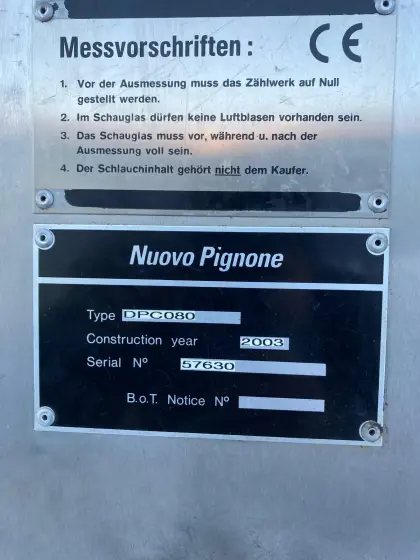 Messvorschriften : CE
1. Vor der Ausmessung muss das Zählwerk auf Null
gestellt werden.
2. Im Schauglas dürfen keine Luftblasen vorhanden sein.
3. Das Schauglas muss vor, während u. nach der
Ausmessung voll sein.
4. Der Schlauchinhalt gehört nicht dem Kaufer.
Nuovo Pignone
Type DPC080
Construction year 2003
Serial Nº 57630
B.o.T. Notice Nº